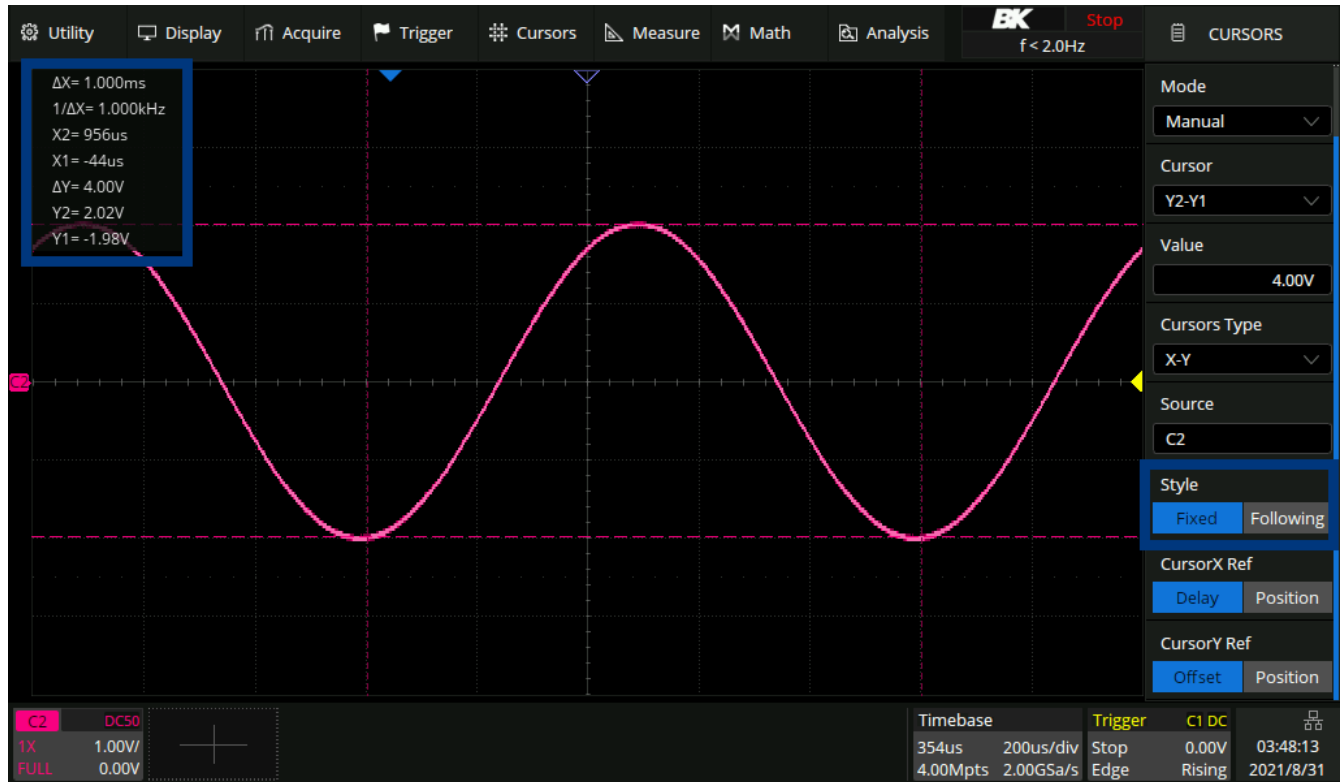 Utility Display Acquire Trigger Cursors Measure Math Analysis
BK Stop
f < 2.0Hz
CURSORS
ΔX= 1.000ms
1/ΔX= 1.000kHz
X2= 956us
X1= -44us
ΔY= 4.00V
Y2= 2.02V
Y1= -1.98V
C2
Mode
Manual
Cursor
Y2-Y1
Value
4.00V
Cursors Type
X-Y
Source
C2
Style
Fixed Following
CursorX Ref
Delay Position
CursorY Ref
Offset Position
C2 DC50
1X 1.00V/
FULL 0.00V
Timebase
354us 200us/div
4.00Mpts 2.00GSa/s
Trigger C1 DC
Stop 0.00V
Edge Rising
03:48:13
2021/8/31